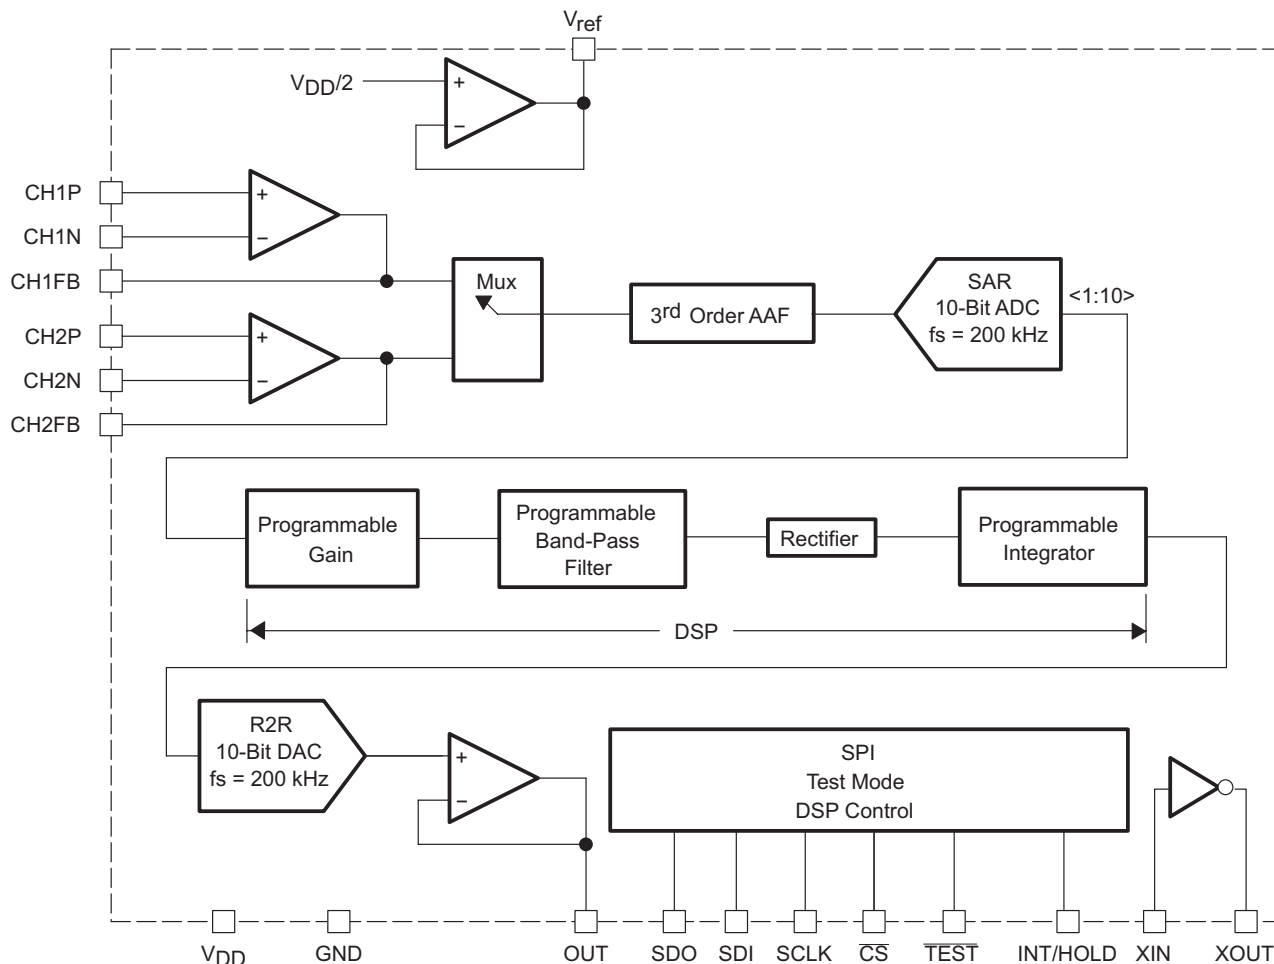 Vref
VDD/2
+
−
CH1P
+
CH1N
−
CH1FB
Mux
CH2P
+
CH2N
−
CH2FB
3rd Order AAF
SAR
10-Bit ADC
fs = 200 kHz
<1:10>
Programmable
Gain
Programmable
Band-Pass
Filter
Rectifier
Programmable
Integrator
DSP
R2R
10-Bit DAC
fs = 200 kHz
+
−
SPI
Test Mode
DSP Control
VDD
GND
OUT
SDO
SDI
SCLK
CS
TEST
INT/HOLD
XIN
XOUT